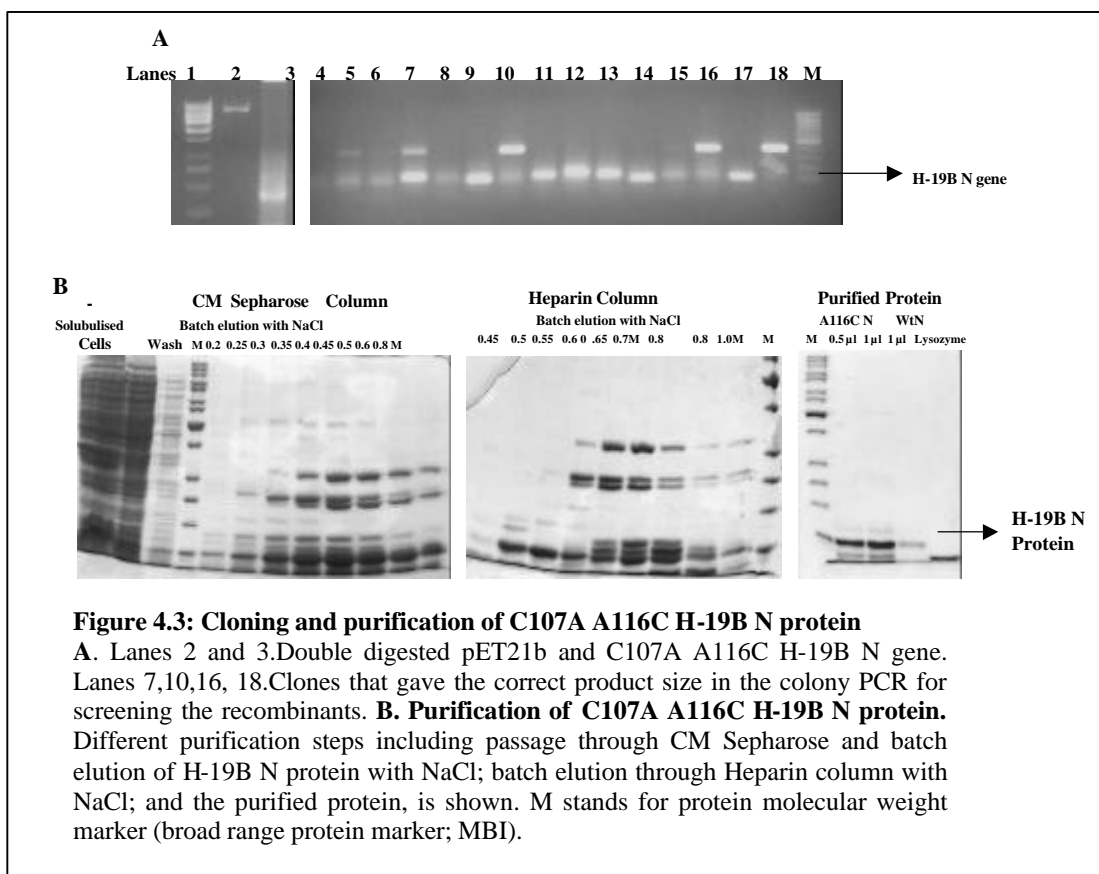 A
Lanes 1 2 3 4 5 6 7 8 9 10 11 12 13 14 15 16 17 18 M
H-19B N gene
B
- CM Sepharose Column Heparin Column Purified Protein
Solubulised Batch elution with NaCl Batch elution with NaCl A116C N WtN
Cells Wash M 0.2 0.25 0.3 0.35 0.4 0.45 0.5 0.6 0.8 M 0.45 0.5 0.55 0.6 0 .65 0.7M 0.8 0.8 1.0M M M 0.5 µl 1 µl 1 µl Lysozyme
H-19B N
Protein
Figure 4.3: Cloning and purification of C107A A116C H-19B N protein
A. Lanes 2 and 3.Double digested pET21b and C107A A116C H-19B N gene.
Lanes 7,10,16, 18.Clones that gave the correct product size in the colony PCR for
screening the recombinants. B. Purification of C107A A116C H-19B N protein.
Different purification steps including passage through CM Sepharose and batch
elution of H-19B N protein with NaCl; batch elution through Heparin column with
NaCl; and the purified protein, is shown. M stands for protein molecular weight
marker (broad range protein marker; MBI).